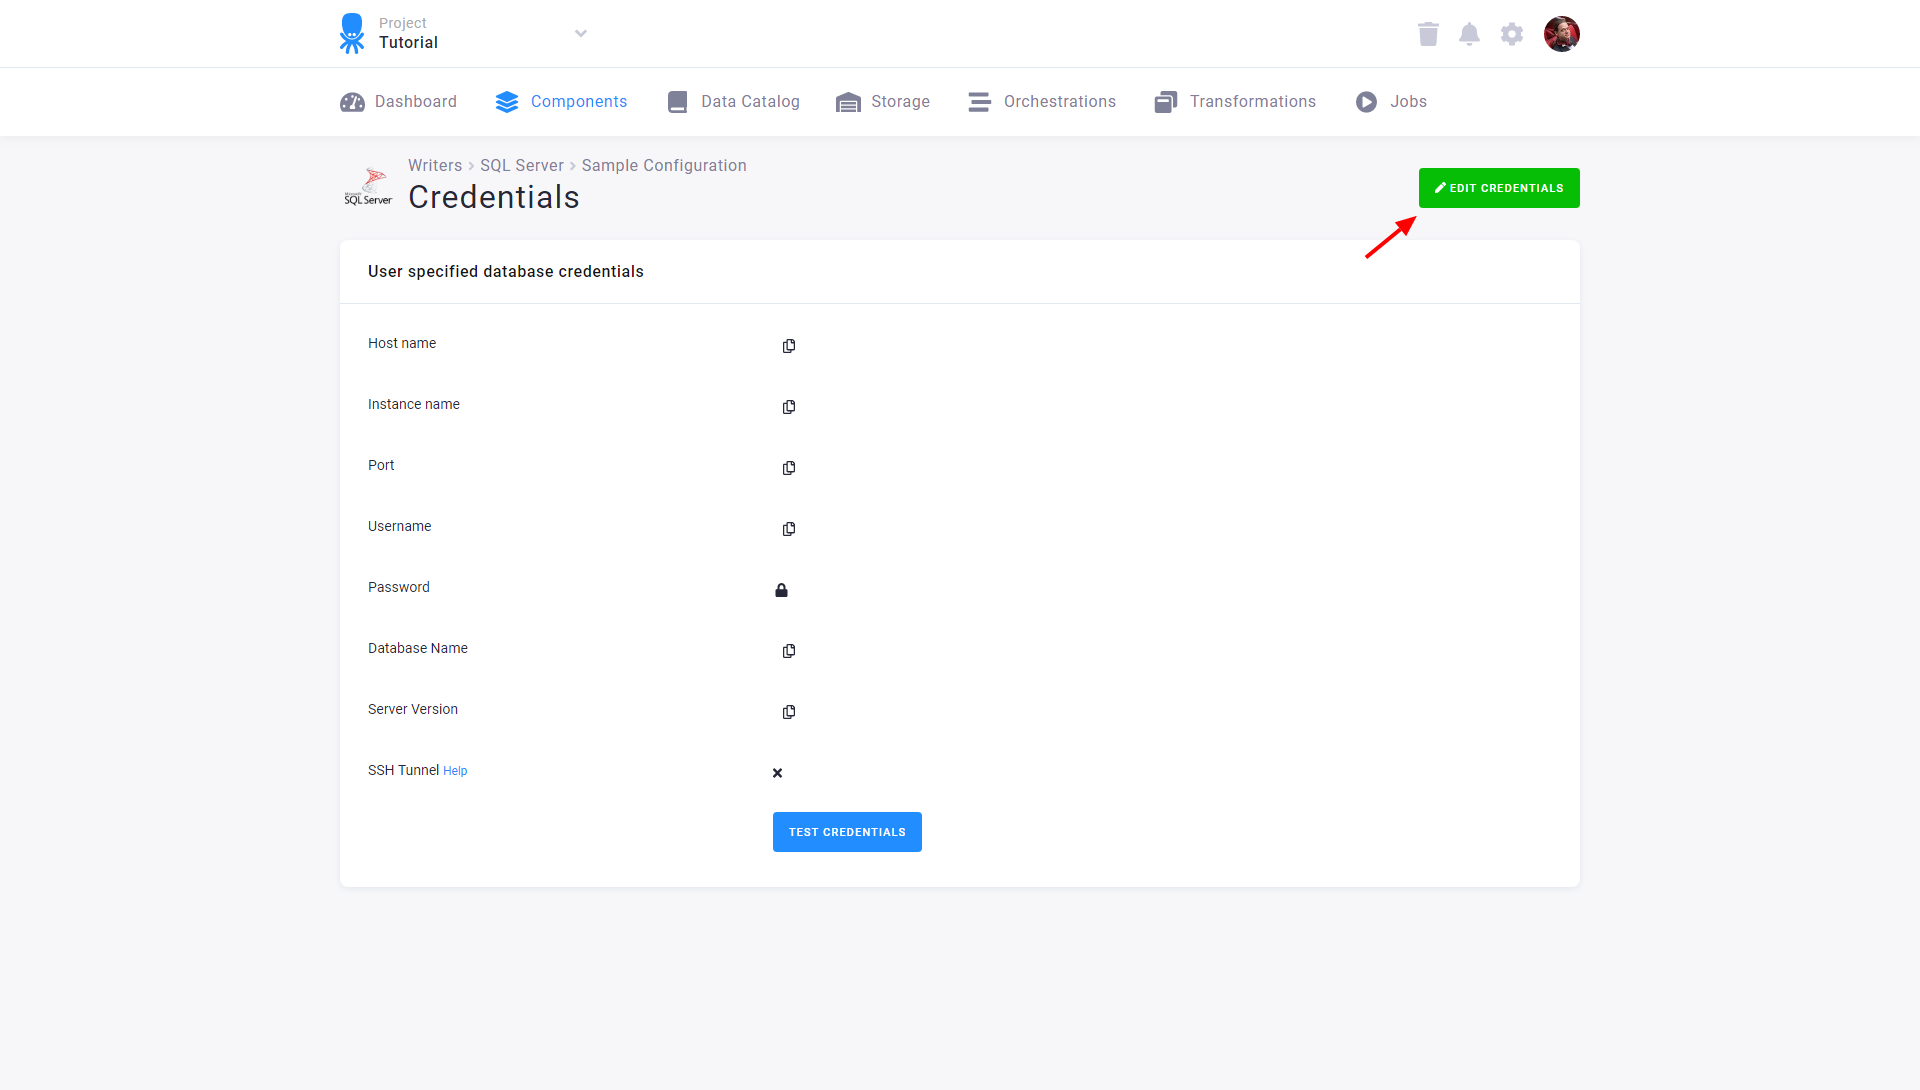 Project
Tutorial
Dashboard
Components
Data Catalog
Storage
Orchestrations
Transformations
Jobs
Writers
SQL Server
Sample Configuration
Microsoft
SQL Server
Credentials
EDIT CREDENTIALS
User specified database credentials
Host name
Instance name
Port
Username
Password
Database Name
Server Version
SSH Tunnel Help
TEST CREDENTIALS